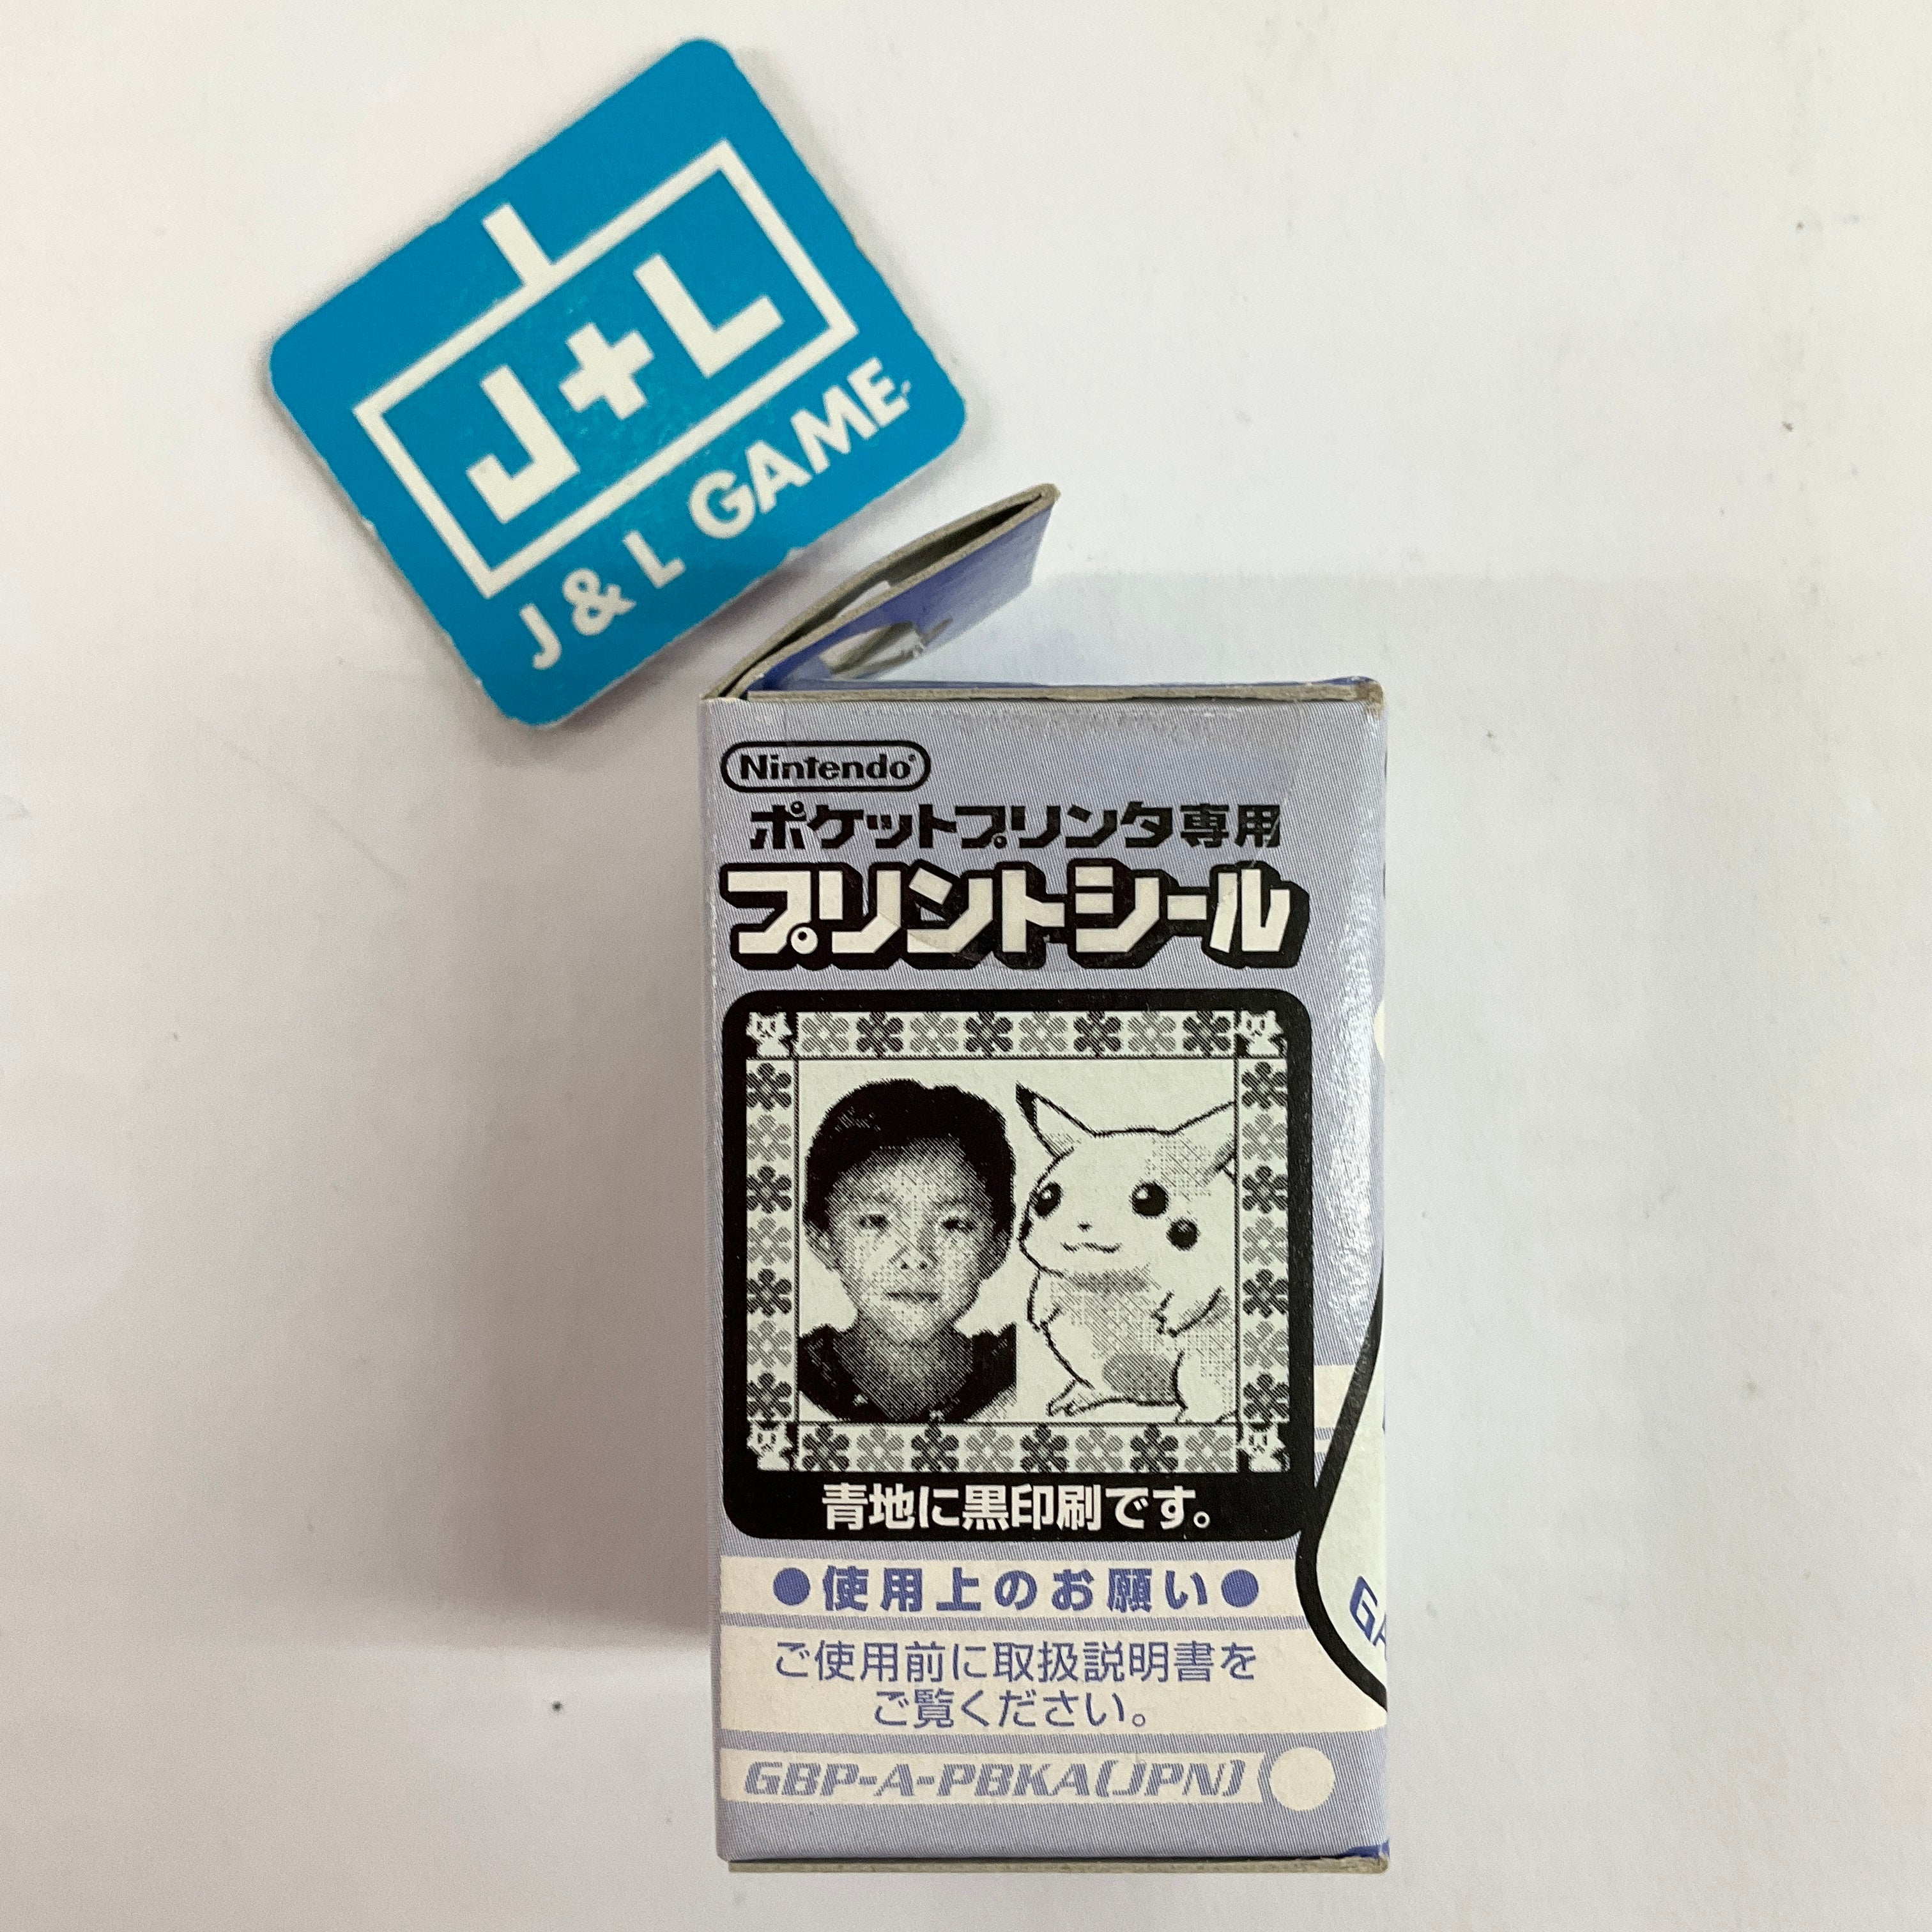 J+L
J & L GAME
Nintendo
ポケットプリンタ専用
プリントシール
青地に黒印刷です。
●使用上のお願い●
ご使用前に取扱説明書を
ご覧ください。
GBP-A-PBKA(JPN)